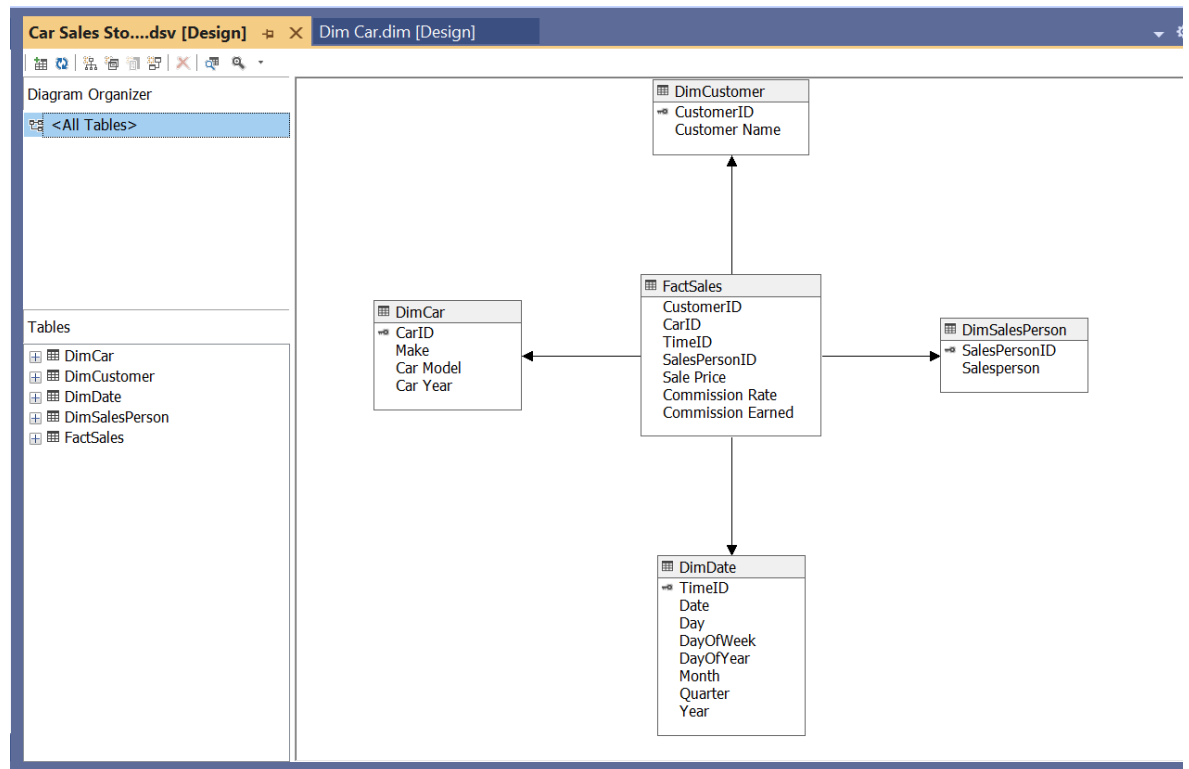 Car Sales Sto....dsv [Design]
Dim Car.dim [Design]
Diagram Organizer
<All Tables>
Tables
DimCar
DimCustomer
DimDate
DimSalesPerson
FactSales
DimCustomer
CustomerID
Customer Name
FactSales
CustomerID
CarID
TimeID
SalesPersonID
Sale Price
Commission Rate
Commission Earned
DimCar
CarID
Make
Car Model
Car Year
DimSalesPerson
SalesPersonID
Salesperson
DimDate
TimeID
Date
Day
DayOfWeek
DayOfYear
Month
Quarter
Year